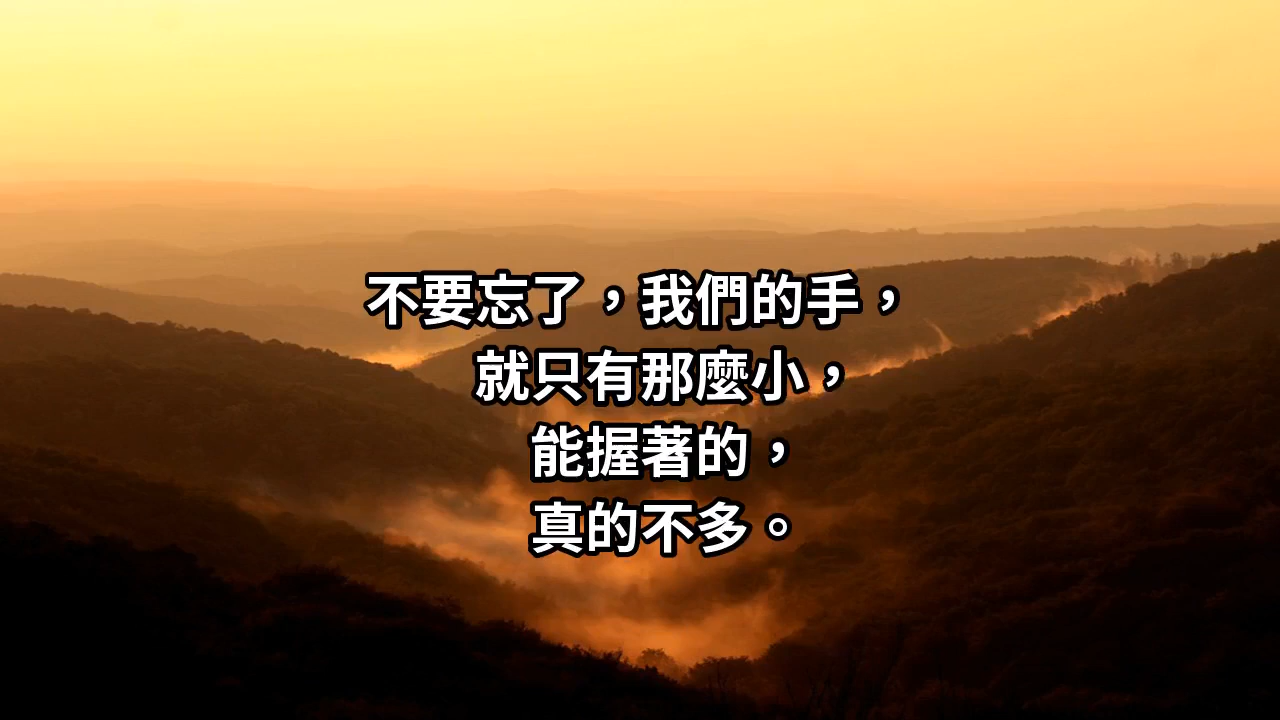 不要忘了，我們的手，
就只有那麼小，
能握著的，
真的不多。